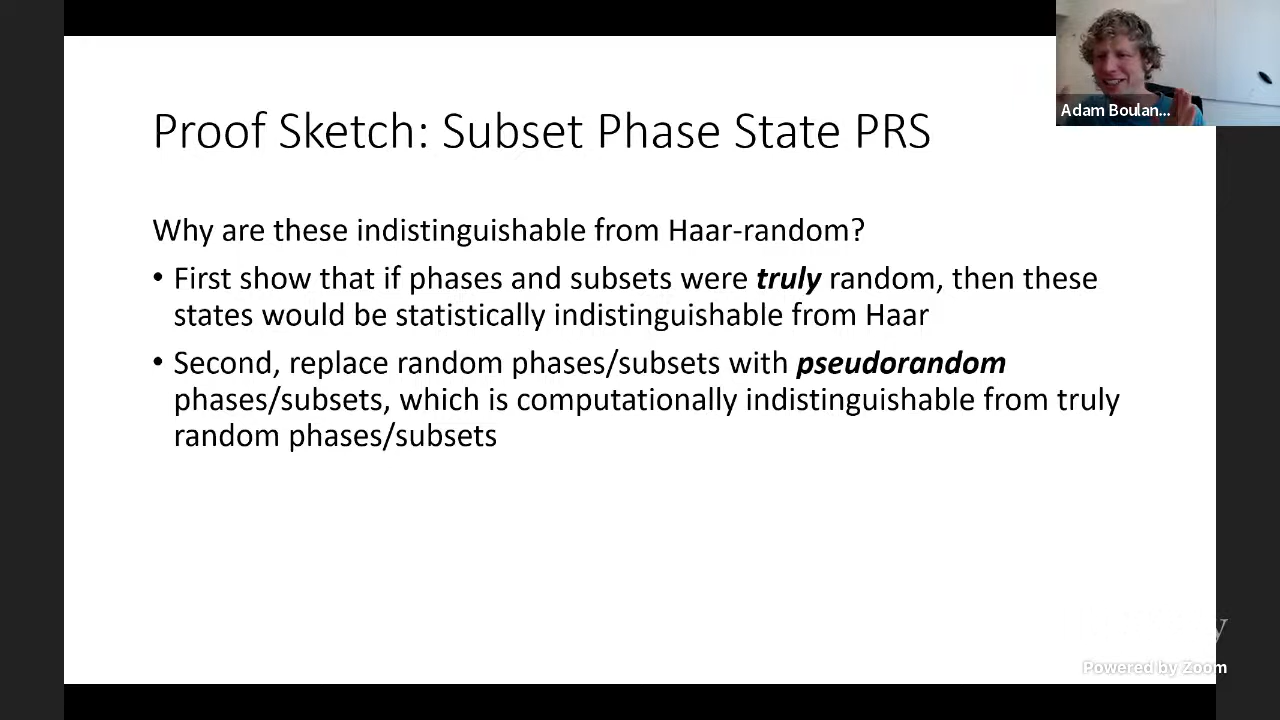 Proof Sketch: Subset Phase State PRS
Why are these indistinguishable from Haar-random?
• First show that if phases and subsets were truly random, then these
states would be statistically indistinguishable from Haar
• Second, replace random phases/subsets with pseudorandom
phases/subsets, which is computationally indistinguishable from truly
random phases/subsets
Adam Boulan...
Powered by Zoom